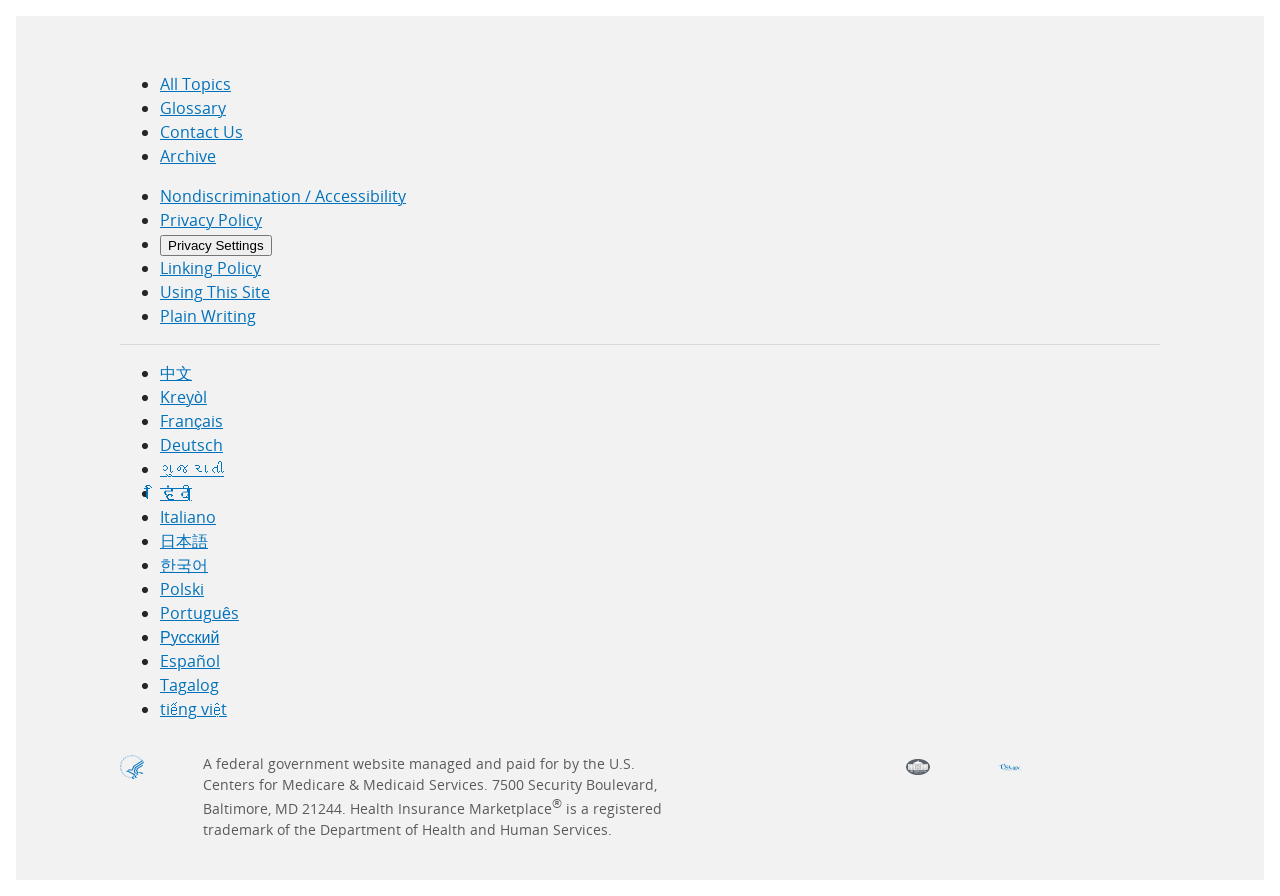 All Topics
Glossary
Contact Us
Archive
Nondiscrimination / Accessibility
Privacy Policy
Privacy Settings
Linking Policy
Using This Site
Plain Writing
中文
Kreyòl
Français
Deutsch
ગુજરાતી
हिंदी
Italiano
日本語
한국어
Polski
Português
Русский
Español
Tagalog
tiếng việt
A federal government website managed and paid for by the U.S.
Centers for Medicare & Medicaid Services. 7500 Security Boulevard,
Baltimore, MD 21244. Health Insurance Marketplace® is a registered
trademark of the Department of Health and Human Services.